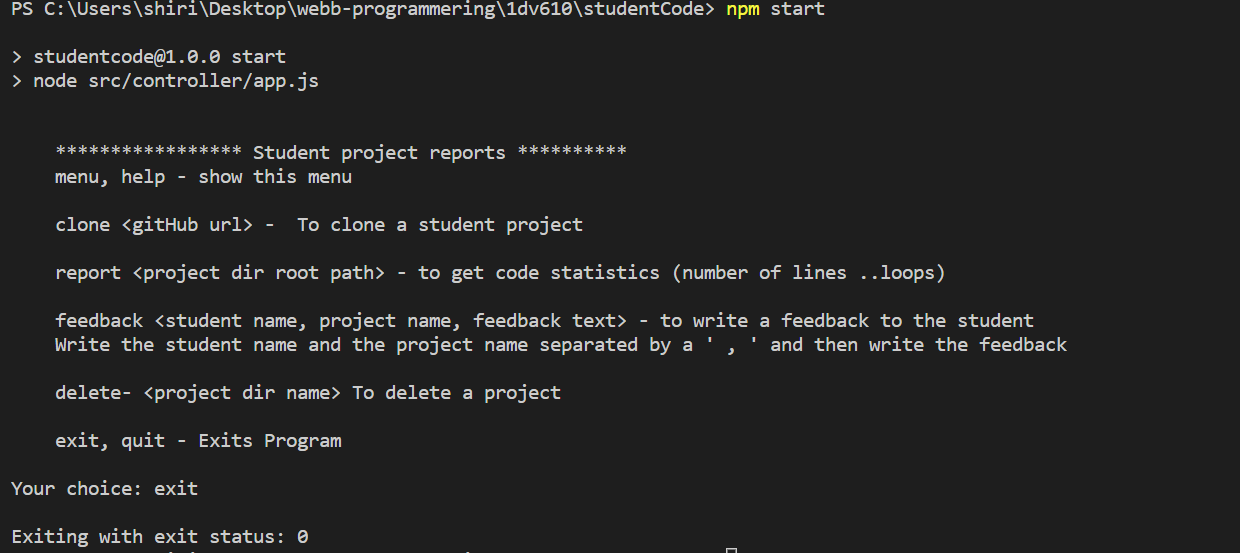 PS C:\Users\shiri\Desktop\webb-programmering\1dv610\studentCode> npm start
> studentcode@1.0.0 start
> node src/controller/app.js
***************** Student project reports **********
menu, help - show this menu
clone <gitHub url> -  To clone a student project
report <project dir root path> - to get code statistics (number of lines ..loops)
feedback <student name, project name, feedback text> - to write a feedback to the student
Write the student name and the project name separated by a ' , ' and then write the feedback
delete- <project dir name> To delete a project
exit, quit - Exits Program
Your choice: exit
Exiting with exit status: 0